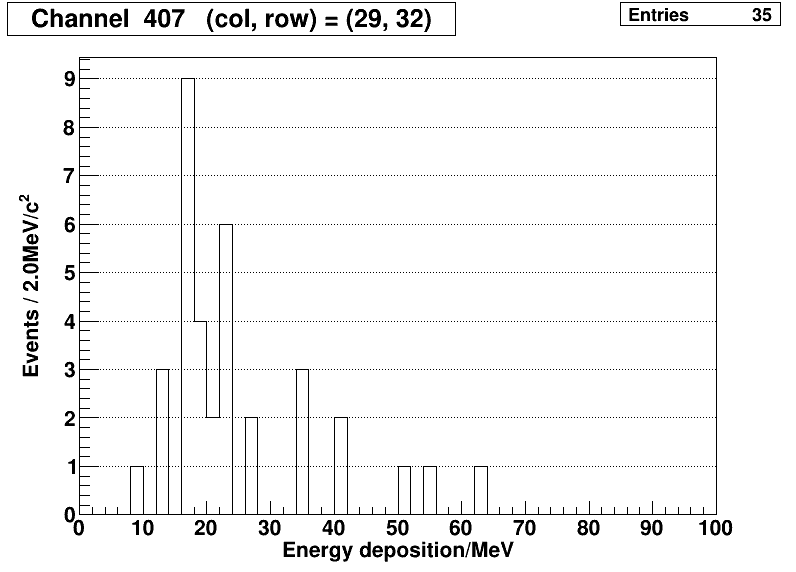 Channel 407 (col, row) = (29, 32)
Entries 35
Events / 2.0MeV/c²
9
8
7
6
5
4
3
2
1
0
0 10 20 30 40 50 60 70 80 90 100
Energy deposition/MeV